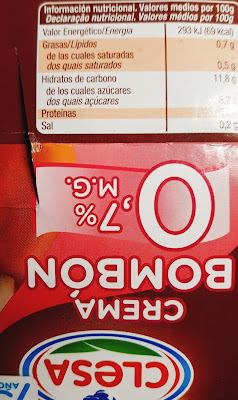 Información nutricional. Valores medios por 100g
Declaração nutricional. Valores médios por 100g
Valor Energético/Energia 293 kJ (69 kcal)
Grasas/Lípidos 0,7 g
de las cuales saturadas
dos quais saturados 0,5 g
Hidratos de carbono 11,8 g
de los cuales azúcares
dos quais açúcares
Proteínas
Sal 0,2 g
0,7%
M.G.
CREMA
BOMBÓN
CLESA